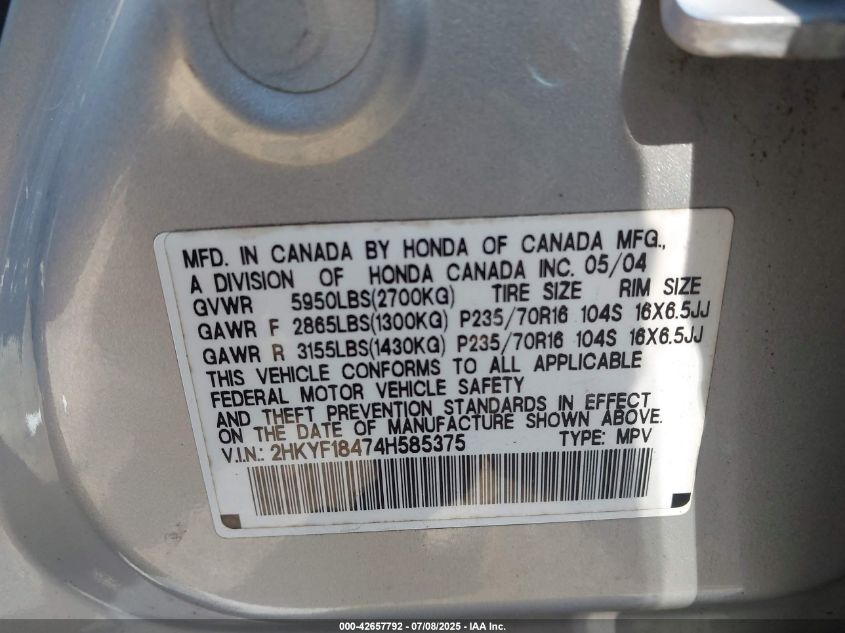 MFD. IN CANADA BY HONDA OF CANADA MFG.,
A DIVISION OF HONDA CANADA INC. 05/04
GVWR 5950LBS(2700KG) TIRE SIZE RIM SIZE
GAWR F 2865LBS(1300KG) P235/70R16 104S 16X6.5JJ
GAWR R 3155LBS(1430KG) P235/70R16 104S 16X6.5JJ
THIS VEHICLE CONFORMS TO ALL APPLICABLE
FEDERAL MOTOR VEHICLE SAFETY
AND THEFT PREVENTION STANDARDS IN EFFECT
ON THE DATE OF MANUFACTURE SHOWN ABOVE.
V.I.N.: 2HKYF18474H585375 TYPE: MPV
000-42657792 - 07/08/2025 - IAA Inc.